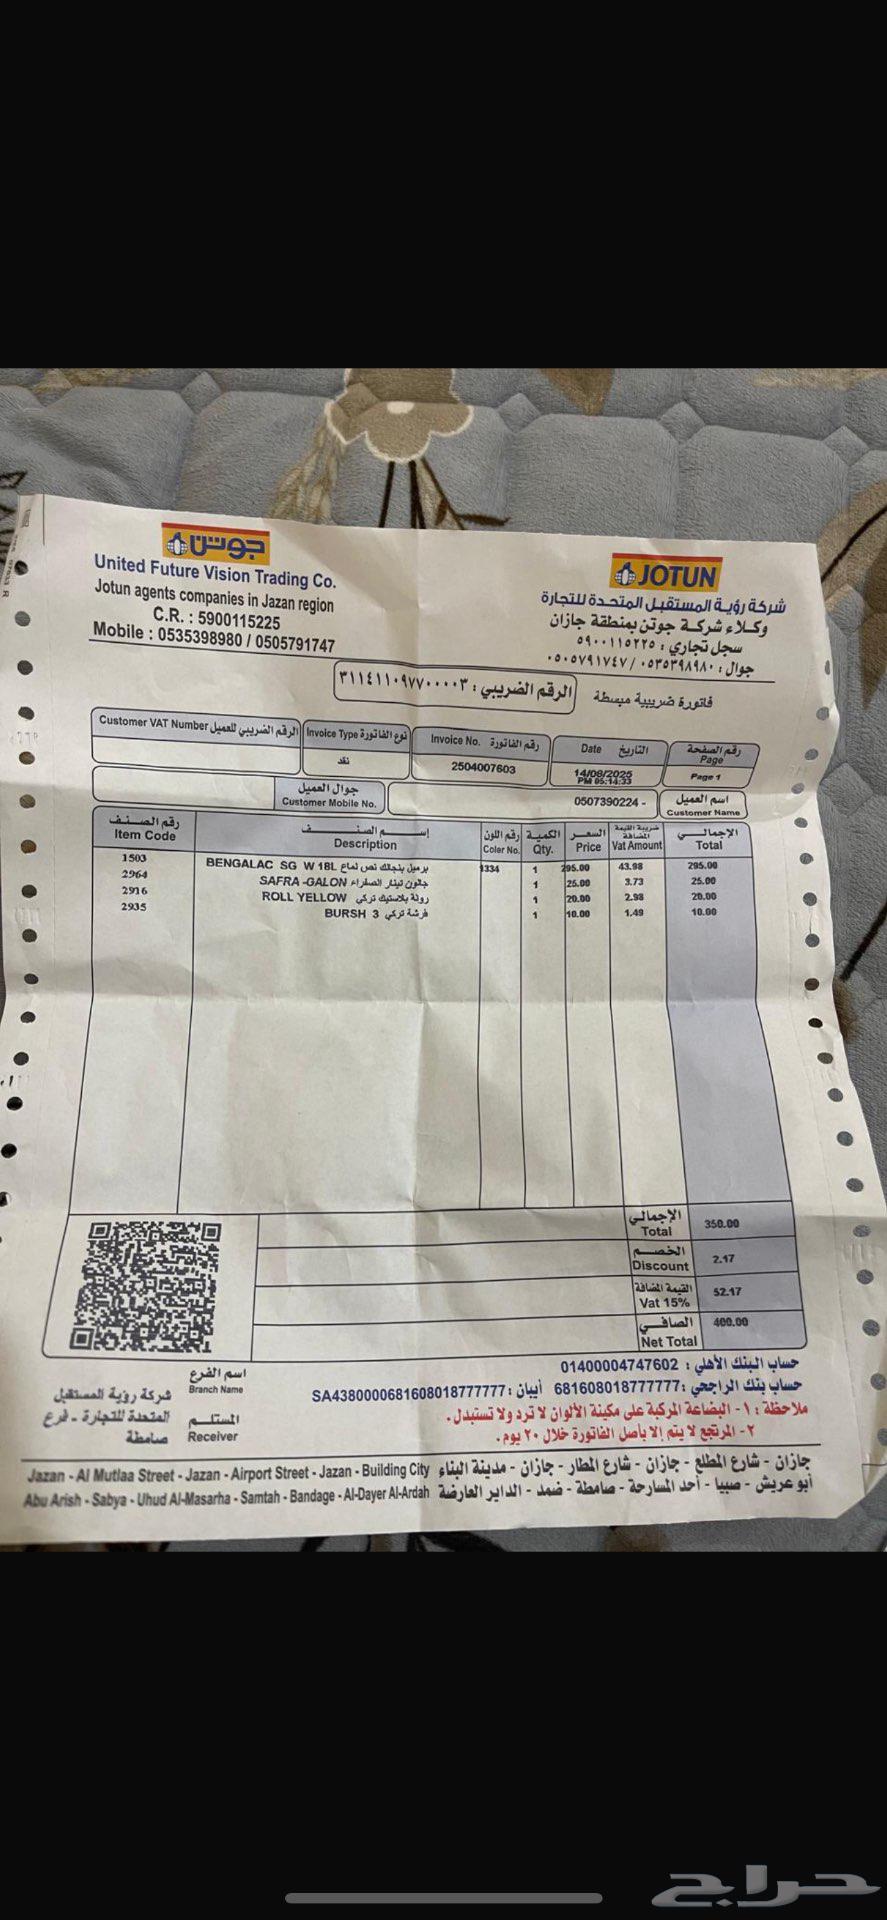 جوتن
United Future Vision Trading Co.
Jotun agents companies in Jazan region
C.R. : 5900115225
Mobile : 0535398980 / 0505791747
JOTUN
شركة رؤية المستقبل المتحدة للتجارة
وكلاء شركة جوتن بمنطقة جازان
سجل تجاري : ٥٩٠٠١١٥٢٢٥
جوال : ٠٥٣٥٣٩٨٩٨٠ / ٠٥٠٥٧٩١٧٤٧
الرقم الضريبي : ٣١١٤١١٠٩٧٧٠٠٠٠٣
فاتورة ضريبية مبسطة
رقم الصفحة Page
Page 1
التاريخ Date
14/08/2025
PM 05:14:33
رقم الفاتورة Invoice No.
2504007603
نوع الفاتورة Invoice Type
نقد
الرقم الضريبي للعميل Customer VAT Number
اسم العميل Customer Name
0507390224 -
جوال العميل Customer Mobile No.
رقم الصنف Item Code
إسم الصنف Description
رقم اللون Coler No.
الكمية Qty.
السعر Price
ضريبة القيمة المضافة Vat Amount
الإجمالي Total
1503 BENGALAC SG W 18L برميل بنجالك نص لماع 1334 1 295.00 43.98 295.00
2964 SAFRA -GALON جالون تينار الصفراء 1 25.00 3.73 25.00
2916 ROLL YELLOW رولة بلاستيك تركي 1 20.00 2.98 20.00
2935 BURSH 3 فرشة تركي 1 10.00 1.49 10.00
الإجمالي Total 350.00
الخصم Discount 2.17
القيمة المضافة Vat 15% 52.17
الصافي Net Total 400.00
حساب البنك الأهلي : 01400004747602
حساب بنك الراجحي : 681608018777777 أيبان : SA4380000681608018777777
ملاحظة : ١- البضاعة المركبة على مكينة الألوان لا ترد ولا تستبدل .
٢- المرتجع لا يتم إلا بأصل الفاتورة خلال ٢٠ يوم .
اسم الفرع Branch Name
شركة رؤية المستقبل
المتحدة للتجارة - فرع
صامطة
المستلم Receiver
جازان - شارع المطلع - جازان - شارع المطار - جازان - مدينة البناء
Jazan - Al Mutlaa Street - Jazan - Airport Street - Jazan - Building City
أبو عريش - صبيا - أحد المسارحة - صامطة - ضمد - الداير العارضة
Abu Arish - Sabya - Uhud Al-Masarha - Samtah - Bandage - Al-Dayer Al-Ardah
حراج